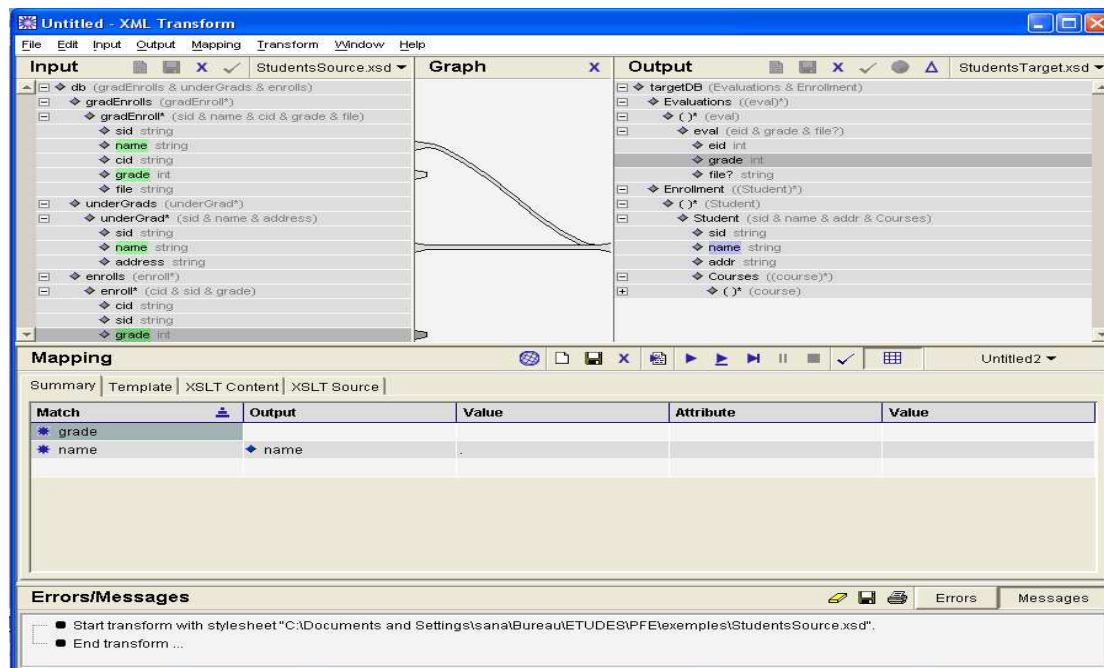 Untitled - XML Transform
File Edit Input Output Mapping Transform Window Help
Input StudentsSource.xsd
db (gradEnrolls & underGrads & enrolls)
gradEnrolls (gradEnroll*)
gradEnroll* (sid & name & cid & grade & file)
sid string
name string
cid string
grade int
file string
underGrads (underGrad*)
underGrad* (sid & name & address)
sid string
name string
address string
enrolls (enroll*)
enroll* (cid & sid & grade)
cid string
sid string
grade int
Graph
Output StudentsTarget.xsd
targetDB (Evaluations & Enrollment)
Evaluations ((eval)*)
( )* (eval)
eval (eid & grade & file?)
eid int
grade int
file? string
Enrollment ((Student)*)
( )* (Student)
Student (sid & name & addr & Courses)
sid string
name string
addr string
Courses ((course)*)
( )* (course)
Mapping Untitled2
Summary Template XSLT Content XSLT Source
Match Output Value Attribute Value
grade
name name .
Errors/Messages Errors Messages
Start transform with stylesheet "C:\Documents and Settings\sana\Bureau\ETUDES\PFE\exemples\StudentsSource.xsd".
End transform ...